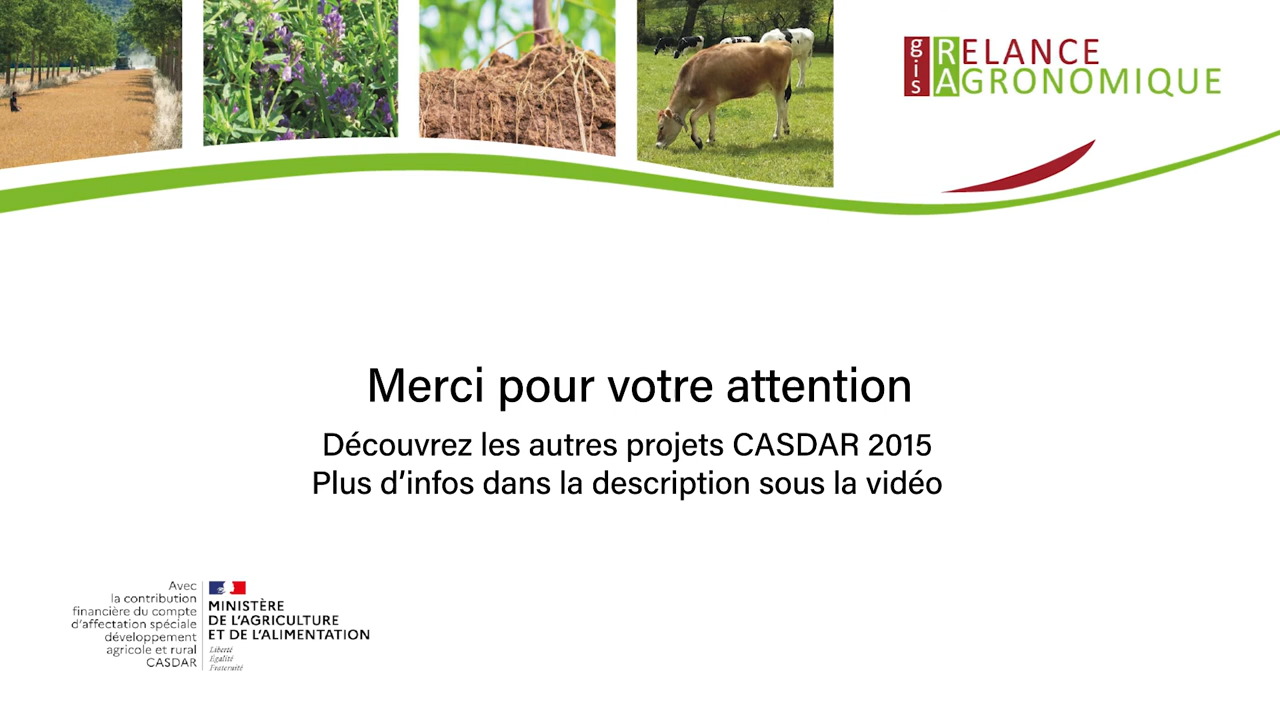 gis RELANCE
AGRONOMIQUE
Merci pour votre attention
Découvrez les autres projets CASDAR 2015
Plus d’infos dans la description sous la vidéo
Avec
la contribution
financière du compte
d’affectation spéciale
développement
agricole et rural
CASDAR
MINISTÈRE
DE L’AGRICULTURE
ET DE L’ALIMENTATION
Liberté
Égalité
Fraternité